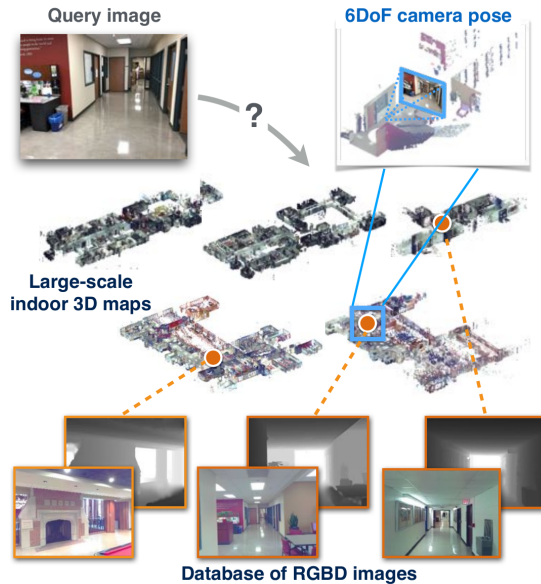 Query image
6DoF camera pose
?
Large-scale
indoor 3D maps
Database of RGBD images